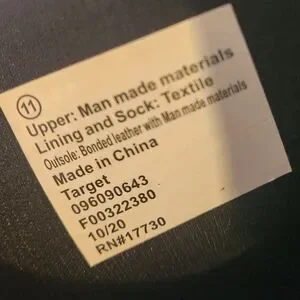 11
Upper: Man made materials
Lining and Sock: Textile
Outsole: Bonded leather with Man made materials
Made in China
Target
096090643
F00322380
10/20
RN#17730